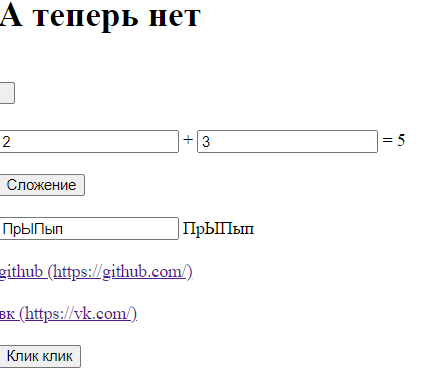 А теперь нет
2 + 3 = 5
Сложение
ПрЫПып ПрЫПып
github (https://github.com/)
вк (https://vk.com/)
Клик клик